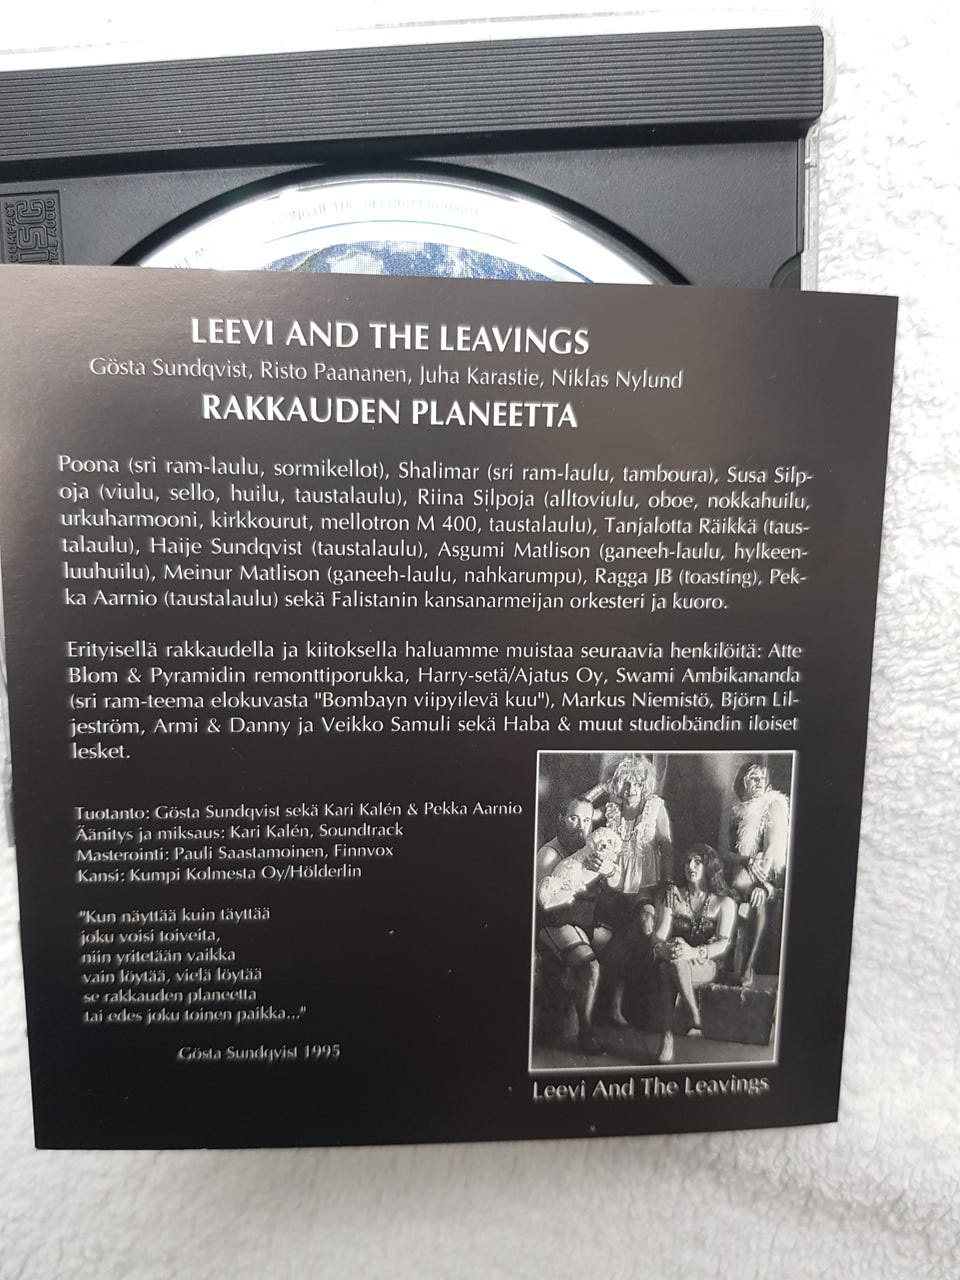 COMPACT
DISC
DIGITAL AUDIO
LEEVI AND THE LEAVINGS
Gösta Sundqvist, Risto Paananen, Juha Karastie, Niklas Nylund
RAKKAUDEN PLANEETTA
Poona (sri ram-laulu, sormikellot), Shalimar (sri ram-laulu, tamboura), Susa Silp-
oja (viulu, sello, huilu, taustalaulu), Riina Silpoja (alltoviulu, oboe, nokkahuilu,
urkuharmooni, kirkkourut, mellotron M 400, taustalaulu), Tanjalotta Räikkä (taus-
talaulu), Haije Sundqvist (taustalaulu), Asgumi Matlison (ganeeh-laulu, hylkeen-
luuhuilu), Meinur Matlison (ganeeh-laulu, nahkarumpu), Ragga JB (toasting), Pek-
ka Aarnio (taustalaulu) sekä Falistanin kansanarmeijan orkesteri ja kuoro.
Erityisellä rakkaudella ja kiitoksella haluamme muistaa seuraavia henkilöitä: Atte
Blom & Pyramidin remonttiporukka, Harry-setä/Ajatus Oy, Swami Ambikananda
(sri ram-teema elokuvasta "Bombayn viipyilevä kuu"), Markus Niemistö, Björn Lil-
jeström, Armi & Danny ja Veikko Samuli sekä Haba & muut studiobändin iloiset
lesket.
Tuotanto: Gösta Sundqvist sekä Kari Kalén & Pekka Aarnio
Äänitys ja miksaus: Kari Kalén, Soundtrack
Masterointi: Pauli Saastamoinen, Finnvox
Kansi: Kumpi Kolmesta Oy/Hölderlin
"Kun näyttää kuin täyttää
joku voisi toiveita,
niin yritetään vaikka
vain löytää, vielä löytää
se rakkauden planeetta
tai edes joku toinen paikka..."
Gösta Sundqvist 1995
Leevi And The Leavings